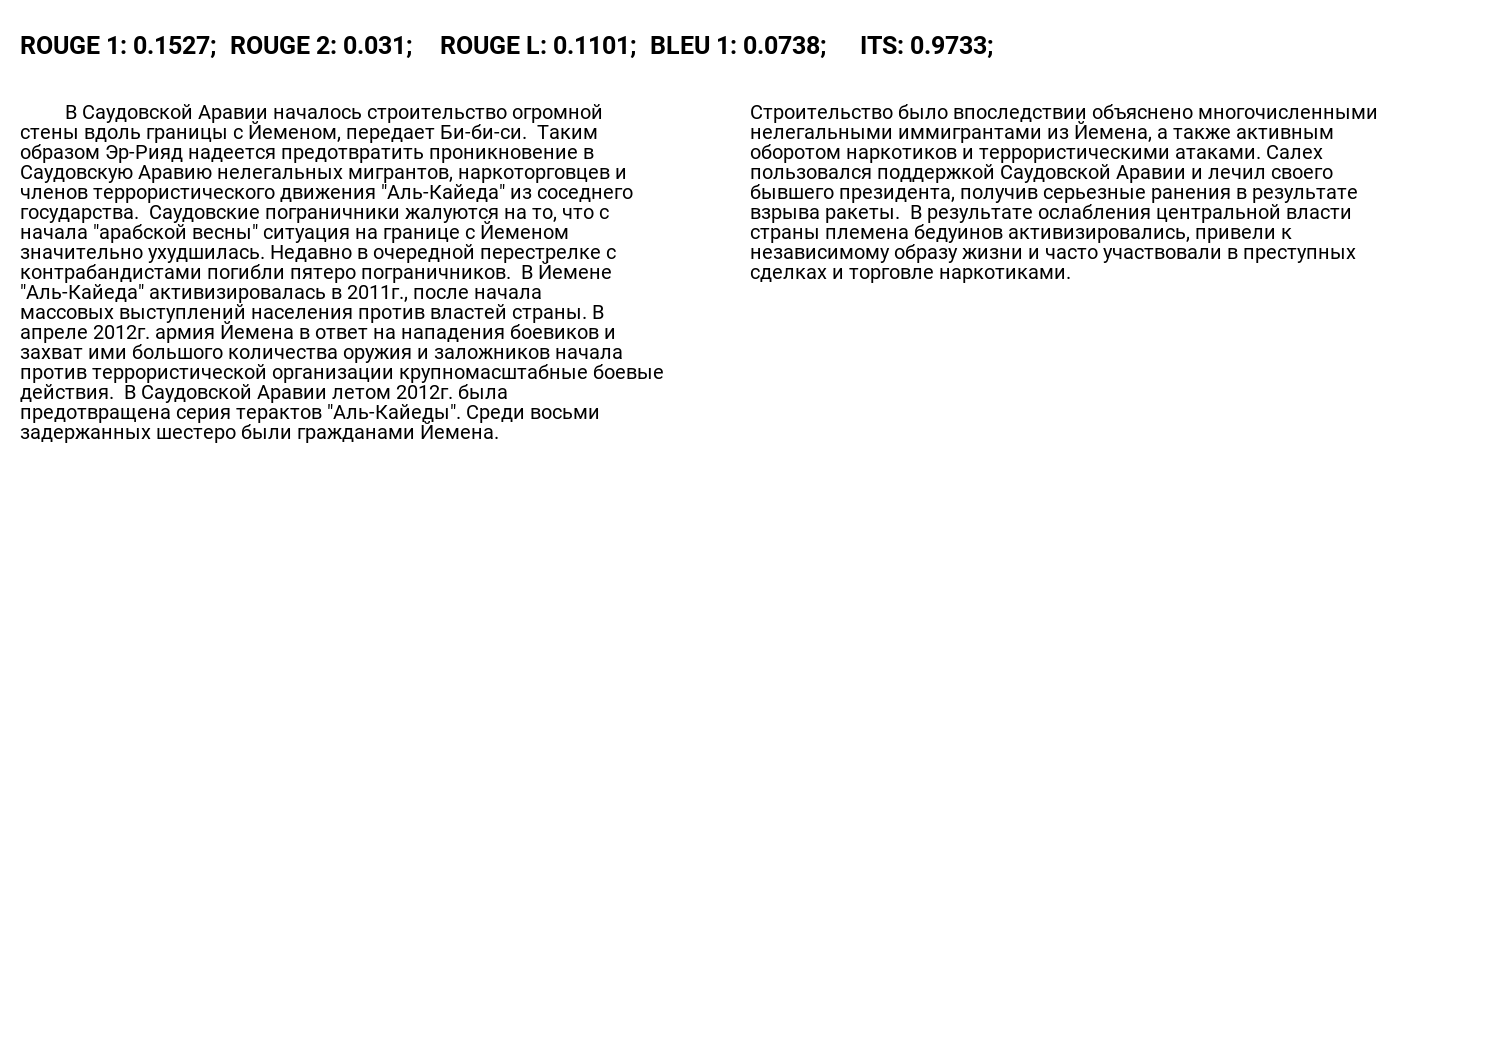 ROUGE 1: 0.1527;  ROUGE 2: 0.031;  ROUGE L: 0.1101;  BLEU 1: 0.0738;  ITS: 0.9733;
В Саудовской Аравии началось строительство огромной
стены вдоль границы с Йеменом, передает Би-би-си.  Таким
образом Эр-Рияд надеется предотвратить проникновение в
Саудовскую Аравию нелегальных мигрантов, наркоторговцев и
членов террористического движения "Аль-Кайеда" из соседнего
государства.  Саудовские пограничники жалуются на то, что с
начала "арабской весны" ситуация на границе с Йеменом
значительно ухудшилась. Недавно в очередной перестрелке с
контрабандистами погибли пятеро пограничников.  В Йемене
"Аль-Кайеда" активизировалась в 2011г., после начала
массовых выступлений населения против властей страны. В
апреле 2012г. армия Йемена в ответ на нападения боевиков и
захват ими большого количества оружия и заложников начала
против террористической организации крупномасштабные боевые
действия.  В Саудовской Аравии летом 2012г. была
предотвращена серия терактов "Аль-Кайеды". Среди восьми
задержанных шестеро были гражданами Йемена.
Строительство было впоследствии объяснено многочисленными
нелегальными иммигрантами из Йемена, а также активным
оборотом наркотиков и террористическими атаками. Салех
пользовался поддержкой Саудовской Аравии и лечил своего
бывшего президента, получив серьезные ранения в результате
взрыва ракеты.  В результате ослабления центральной власти
страны племена бедуинов активизировались, привели к
независимому образу жизни и часто участвовали в преступных
сделках и торговле наркотиками.